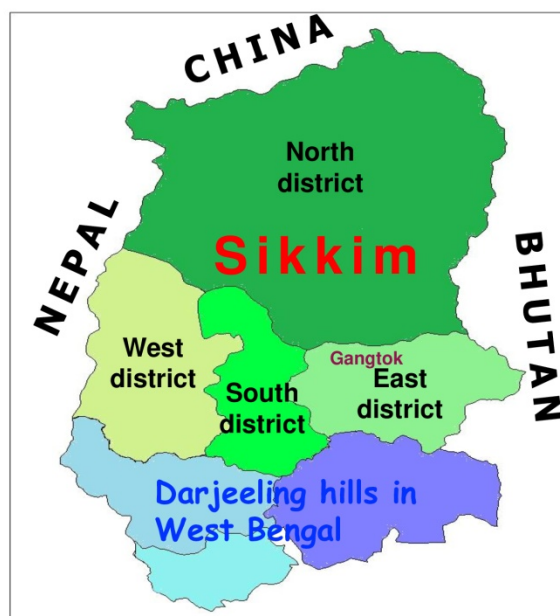 CHINA
North
district
Sikkim
NEPAL
BHUTAN
West
district
Gangtok
East
district
South
district
Darjeeling hills in
West Bengal